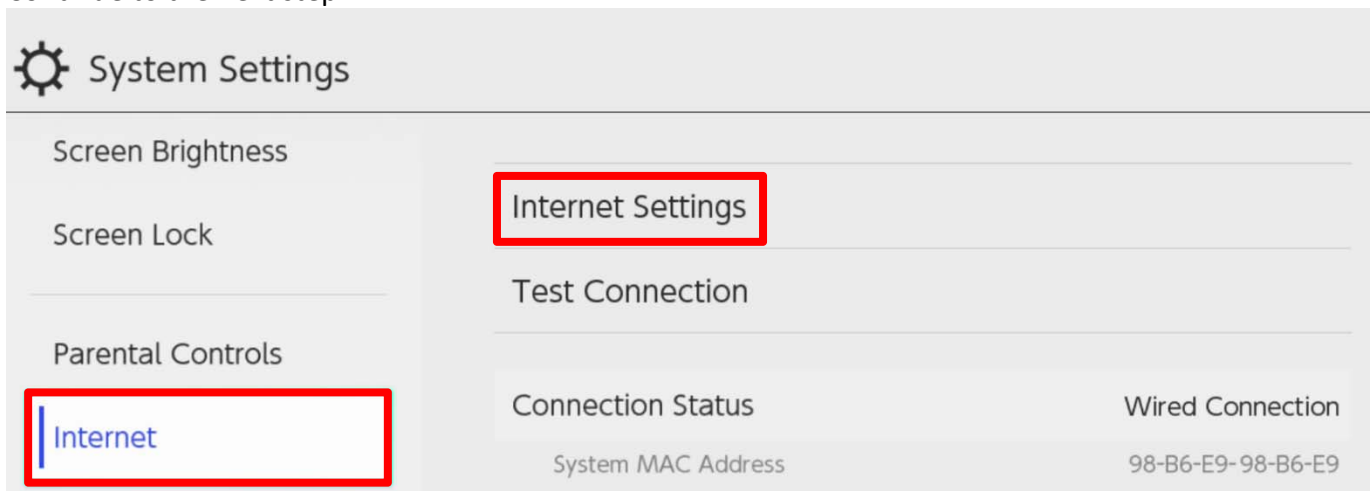 System Settings
Screen Brightness
Screen Lock
Parental Controls
Internet
Internet Settings
Test Connection
Connection Status Wired Connection
System MAC Address 98-B6-E9-98-B6-E9